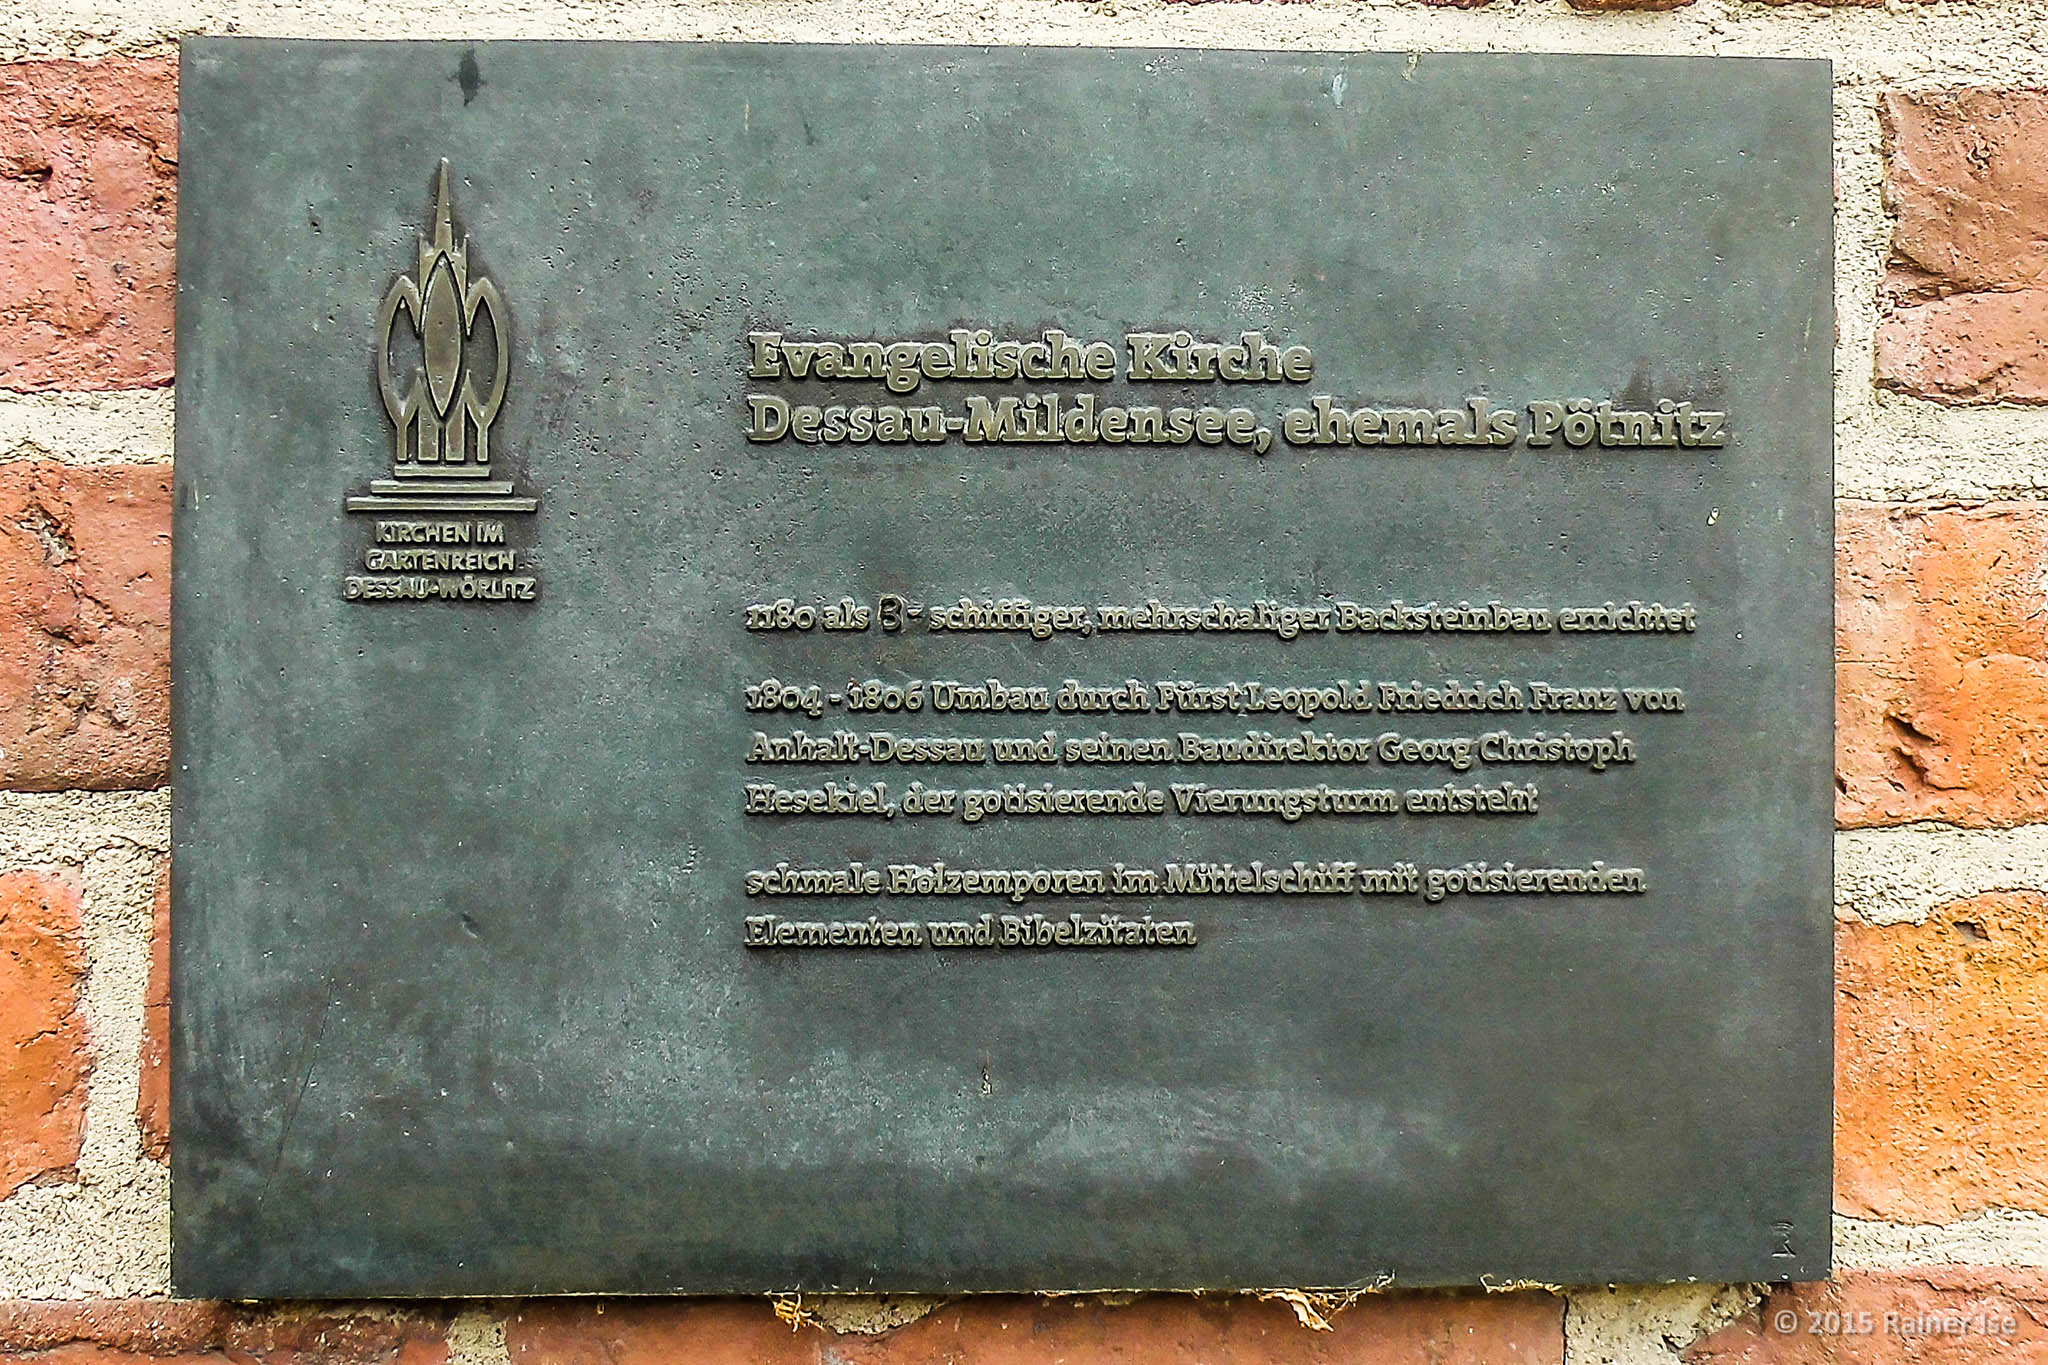 KIRCHEN IM
GARTENREICH
DESSAU•WÖRLITZ
Evangelische Kirche
Dessau-Mildensee, ehemals Pötnitz
1180 als 3- schiffiger, mehrschaliger Backsteinbau errichtet
1804 - 1806 Umbau durch Fürst Leopold Friedrich Franz von
Anhalt-Dessau und seinen Baudirektor Georg Christoph
Hesekiel, der gotisierende Vierungsturm entsteht
schmale Holzemporen im Mittelschiff mit gotisierenden
Elementen und Bibelzitaten
© 2015 Rainer Ise